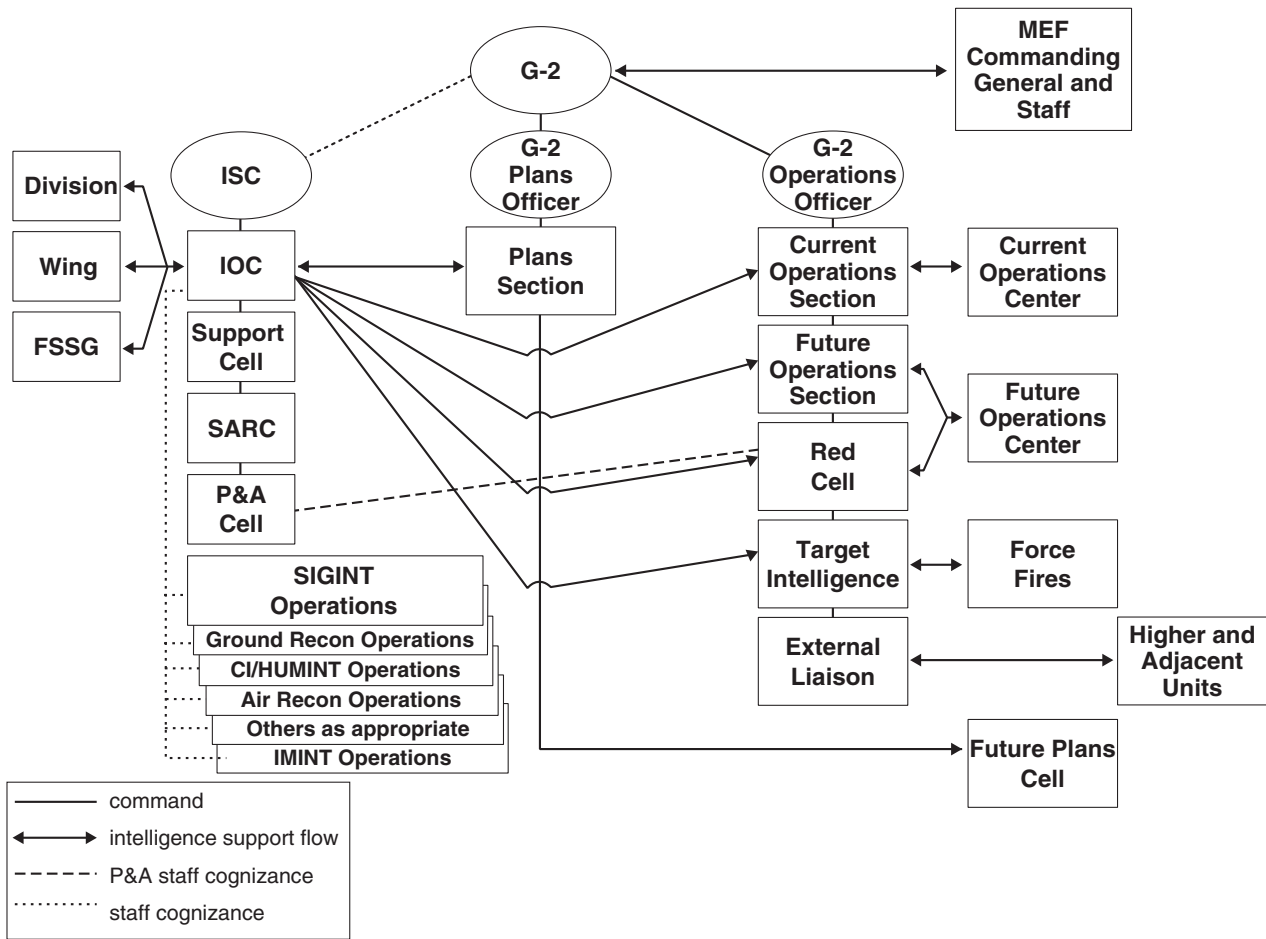 G-2
MEF
Commanding
General and
Staff
ISC
G-2
Plans
Officer
G-2
Operations
Officer
Division
Wing
FSSG
IOC
Plans
Section
Current
Operations
Section
Current
Operations
Center
Support
Cell
Future
Operations
Section
SARC
Red
Cell
Future
Operations
Center
P&A
Cell
Target
Intelligence
Force
Fires
SIGINT
Operations
Ground Recon Operations
CI/HUMINT Operations
Air Recon Operations
Others as appropriate
IMINT Operations
External
Liaison
Higher and
Adjacent
Units
Future Plans
Cell
command
intelligence support flow
P&A staff cognizance
staff cognizance